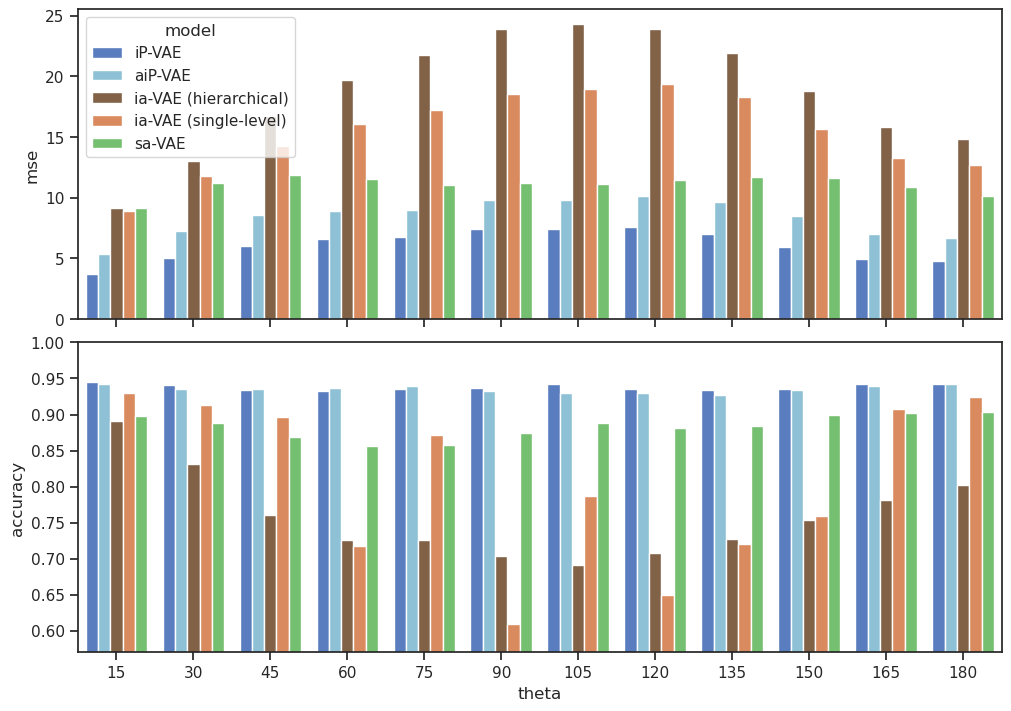 25
20
15
10
5
0
mse
model
iP-VAE
aiP-VAE
ia-VAE (hierarchical)
ia-VAE (single-level)
sa-VAE
1.00
0.95
0.90
0.85
0.80
0.75
0.70
0.65
0.60
accuracy
15 30 45 60 75 90 105 120 135 150 165 180
theta